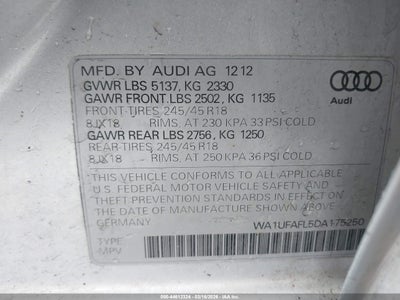 MFD. BY AUDI AG 12 12
GVWR LBS 5137, KG 2330
GAWR FRONT LBS 2502, KG 1135
FRONT TIRES 245/45 R18
8JX18 RIMS, AT 230 KPA 33 PSI COLD
GAWR REAR LBS 2756, KG 1250
REAR TIRES 245/45 R18
8JX18 RIMS, AT 250 KPA 36 PSI COLD
Audi
THIS VEHICLE CONFORMS TO ALL APPLICABLE
U.S. FEDERAL MOTOR VEHICLE SAFETY AND
THEFT PREVENTION STANDARDS IN EFFECT ON
THE DATE OF MANUFACTURE SHOWN ABOVE
GERMANY WA1UFAFL5DA175250
TYPE
MPV